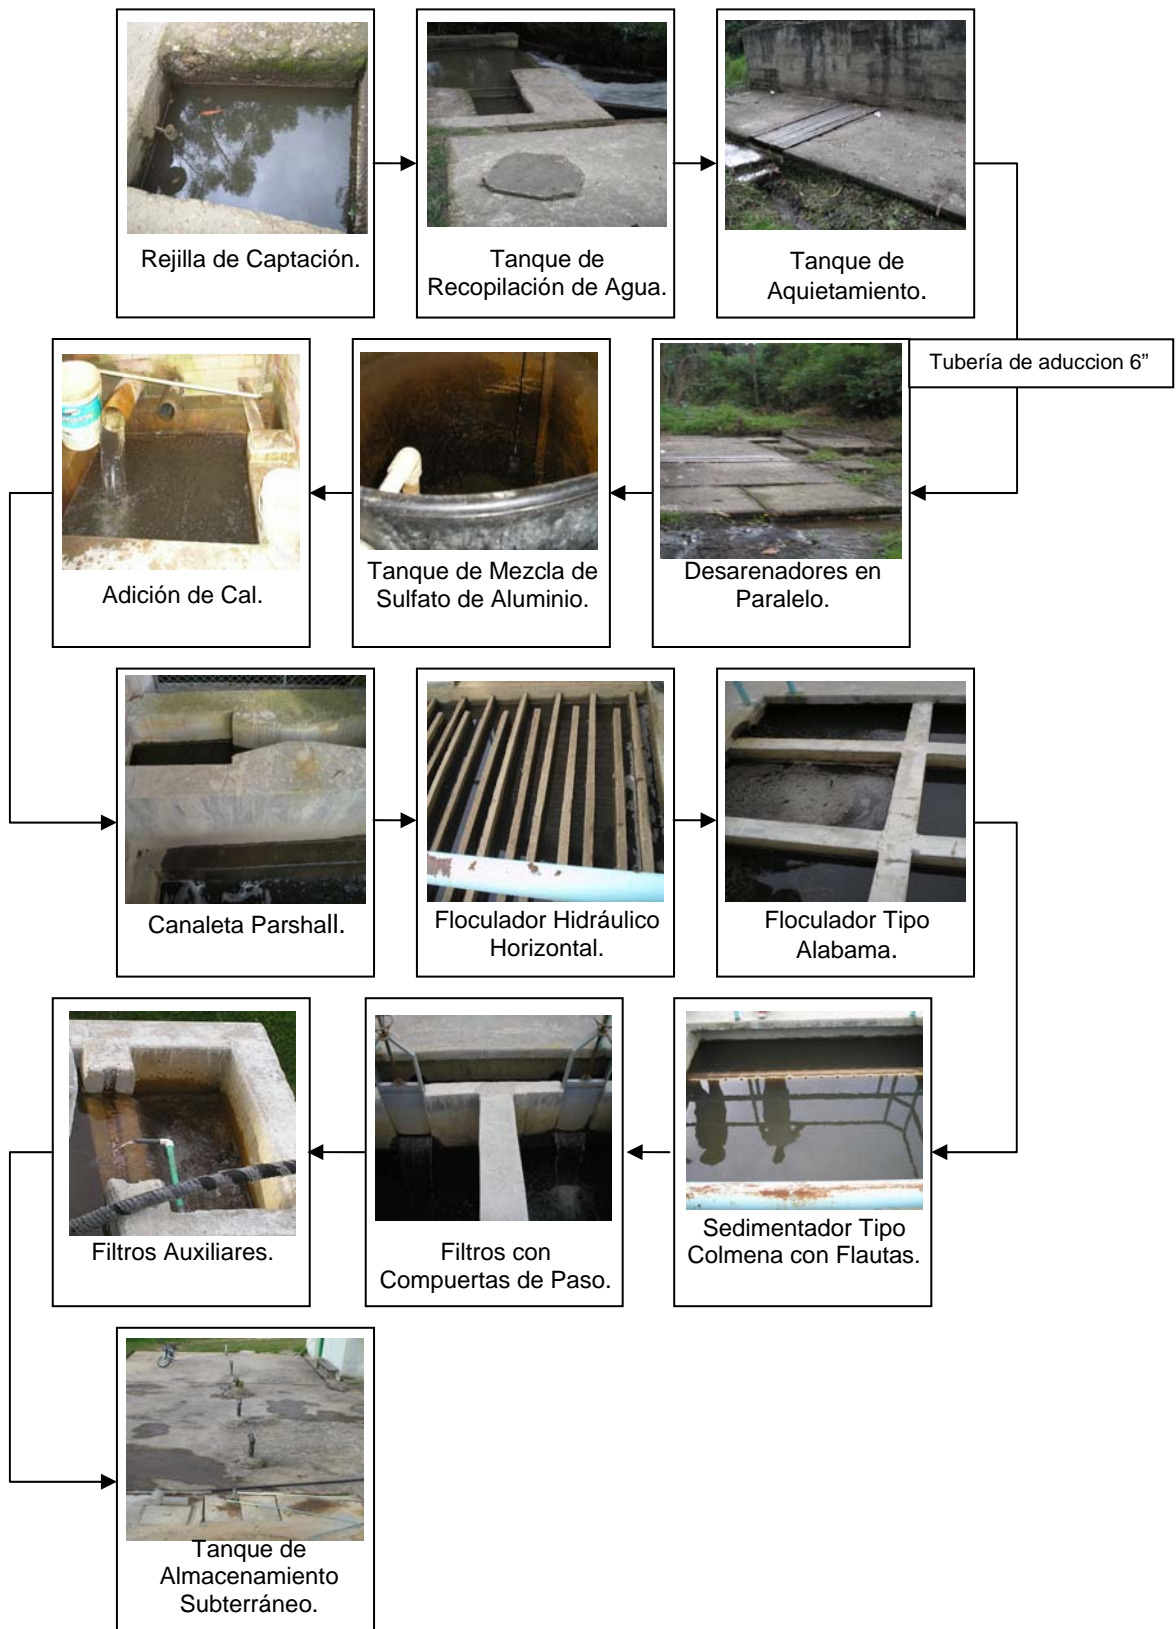 Rejilla de Captación.
Tanque de
Recopilación de Agua.
Tanque de
Aquietamiento.
Tubería de aduccion 6”
Desarenadores en
Paralelo.
Tanque de Mezcla de
Sulfato de Aluminio.
Adición de Cal.
Canaleta Parshall.
Floculador Hidráulico
Horizontal.
Floculador Tipo
Alabama.
Sedimentador Tipo
Colmena con Flautas.
Filtros con
Compuertas de Paso.
Filtros Auxiliares.
Tanque de
Almacenamiento
Subterráneo.